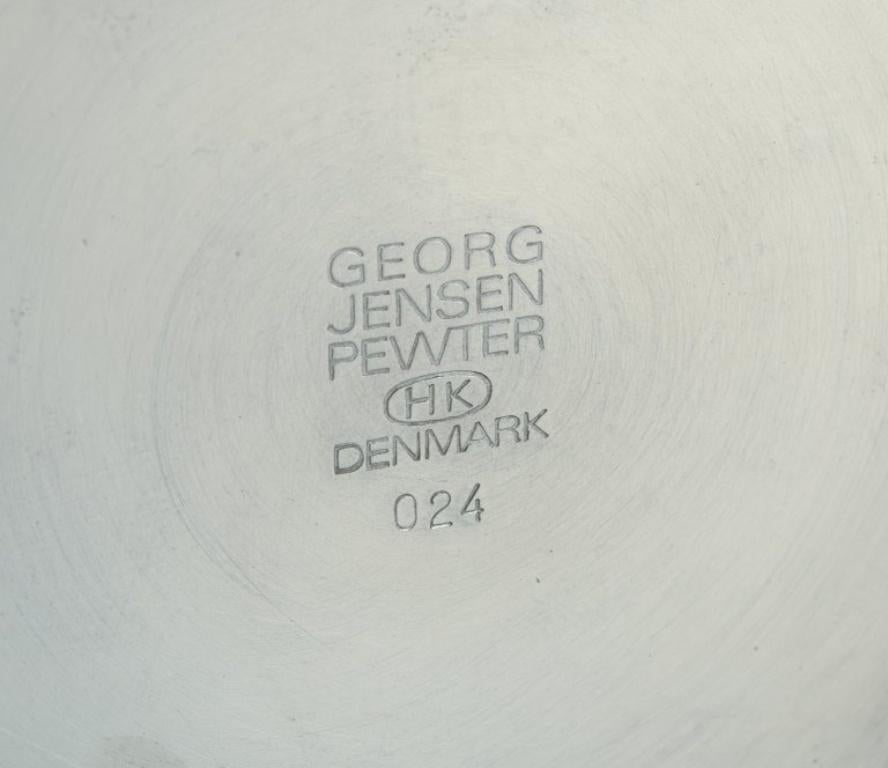 GEORG
JENSEN
PEWTER
HK
DENMARK
024